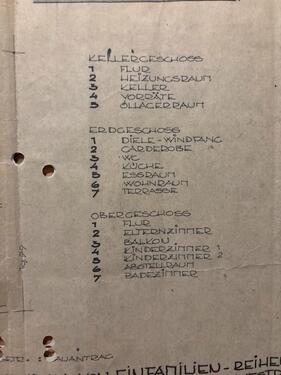 KELLERGESCHOSS
1 FLUR
2 HEIZUNGSRAUM
3 KELLER
4 VORRÄTE
5 ÖLLAGERRAUM
ERDGESCHOSS
1 DIELE-WINDFANG
2 GARDEROBE
3 WC
4 KÜCHE
5 ESSRAUM
6 WOHNRAUM
7 TERRASSE
OBERGESCHOSS
1 FLUR
2 ELTERNZIMMER
3 BALKON
4 KINDERZIMMER 1
5 KINDERZIMMER 2
6 ABSTELLRAUM
7 BADEZIMMER
BETR. : BAUANTRAG
EINFAMILIEN-REIHE